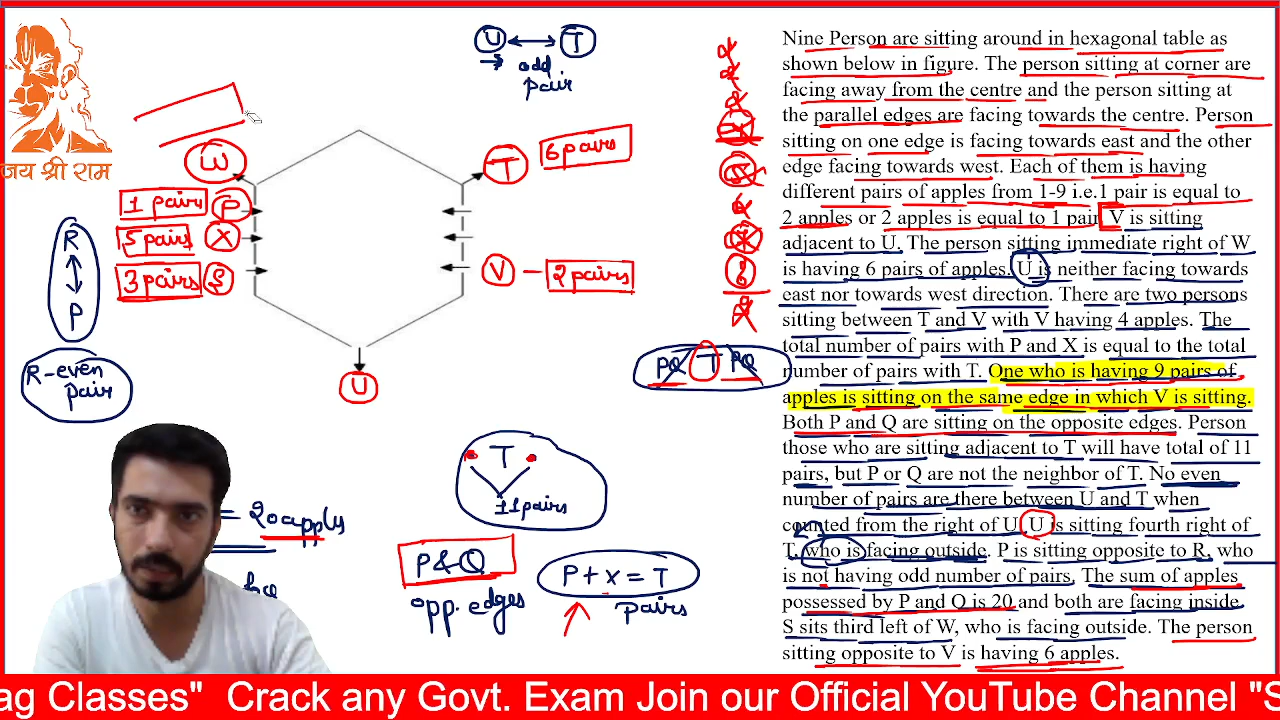 जय श्री राम
U ↔ T
odd
pair
W
1 pairs P
5 pairs X
3 pairs S
T 6 pairs
V - 2 pairs
U
R
P
R-even
pair
PQ T PQ
T
11 pairs
= 20 apply
P & Q
opp. edges
P + x = T
pairs
Nine Person are sitting around in hexagonal table as
shown below in figure. The person sitting at corner are
facing away from the centre and the person sitting at
the parallel edges are facing towards the centre. Person
sitting on one edge is facing towards east and the other
edge facing towards west. Each of them is having
different pairs of apples from 1-9 i.e.1 pair is equal to
2 apples or 2 apples is equal to 1 pair. V is sitting
adjacent to U. The person sitting immediate right of W
is having 6 pairs of apples. U is neither facing towards
east nor towards west direction. There are two persons
sitting between T and V with V having 4 apples. The
total number of pairs with P and X is equal to the total
number of pairs with T. One who is having 9 pairs of
apples is sitting on the same edge in which V is sitting.
Both P and Q are sitting on the opposite edges. Person
those who are sitting adjacent to T will have total of 11
pairs, but P or Q are not the neighbor of T. No even
number of pairs are there between U and T when
counted from the right of U. U is sitting fourth right of
T, who is facing outside. P is sitting opposite to R, who
is not having odd number of pairs. The sum of apples
possessed by P and Q is 20 and both are facing inside.
S sits third left of W, who is facing outside. The person
sitting opposite to V is having 6 apples.
ag Classes" Crack any Govt. Exam Join our Official YouTube Channel "S